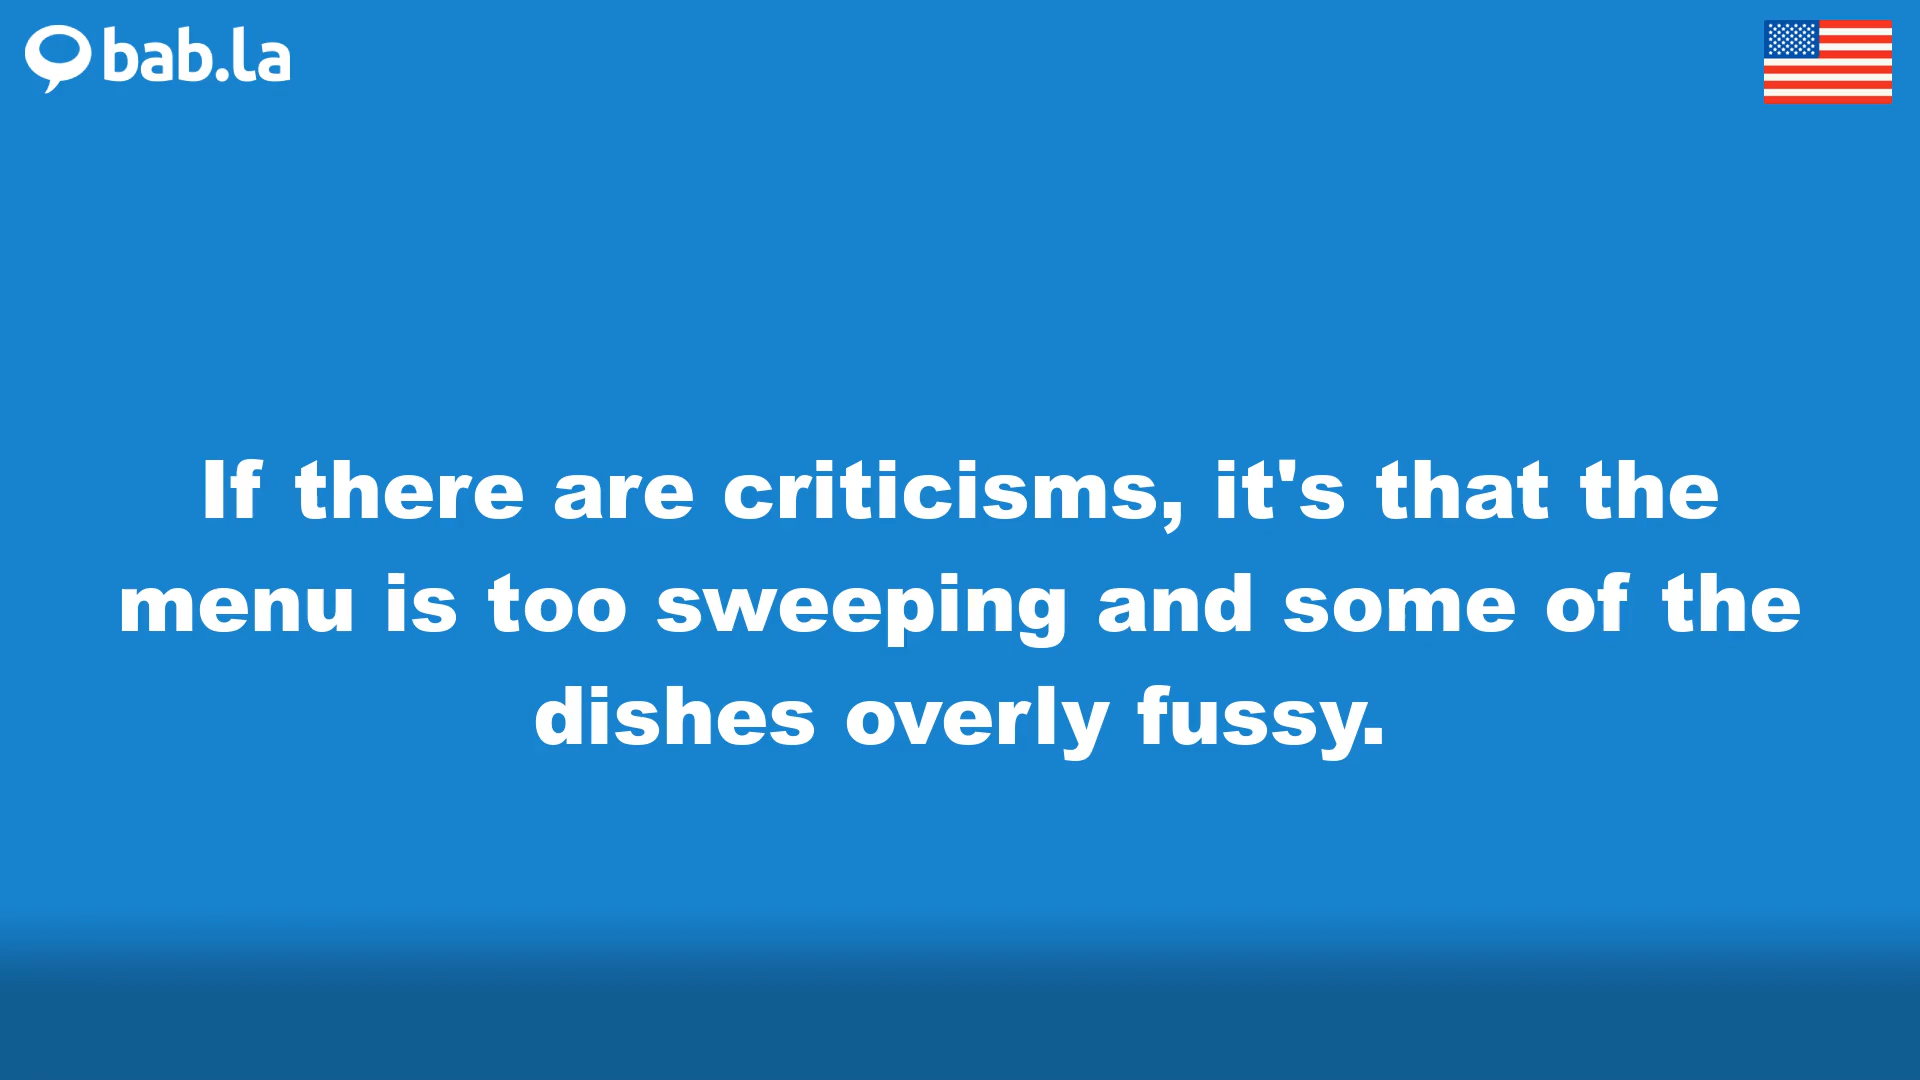 bab.la
If there are criticisms, it's that the
menu is too sweeping and some of the
dishes overly fussy.